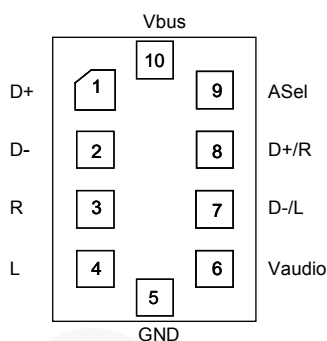 Vbus
10
D+ 1 9 ASel
D- 2 8 D+/R
R 3 7 D-/L
L 4 6 Vaudio
5
GND